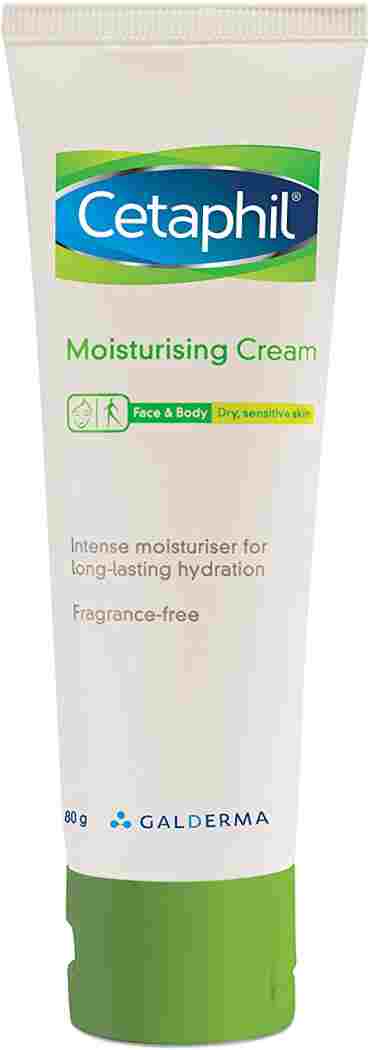 Cetaphil®
Moisturising Cream
Face & Body Dry, sensitive skin
Intense moisturiser for
long-lasting hydration
Fragrance-free
80 g GALDERMA